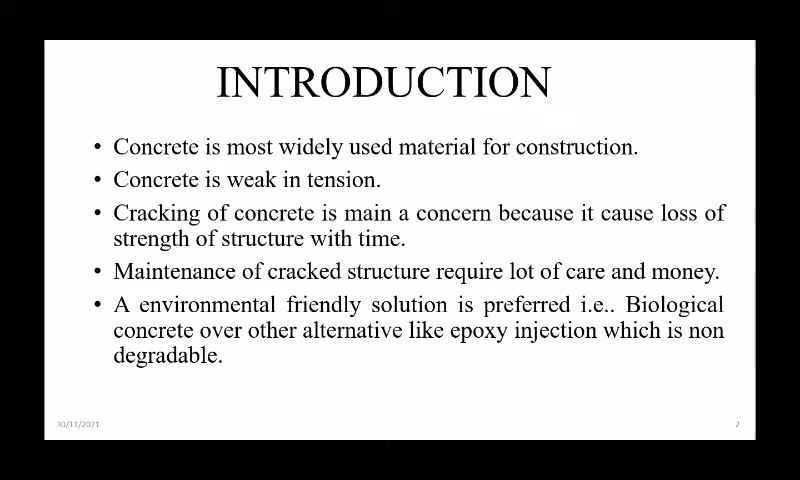 INTRODUCTION
• Concrete is most widely used material for construction.
• Concrete is weak in tension.
• Cracking of concrete is main a concern because it cause loss of
strength of structure with time.
• Maintenance of cracked structure require lot of care and money.
• A environmental friendly solution is preferred i.e.. Biological
concrete over other alternative like epoxy injection which is non
degradable.
30/11/2021
2